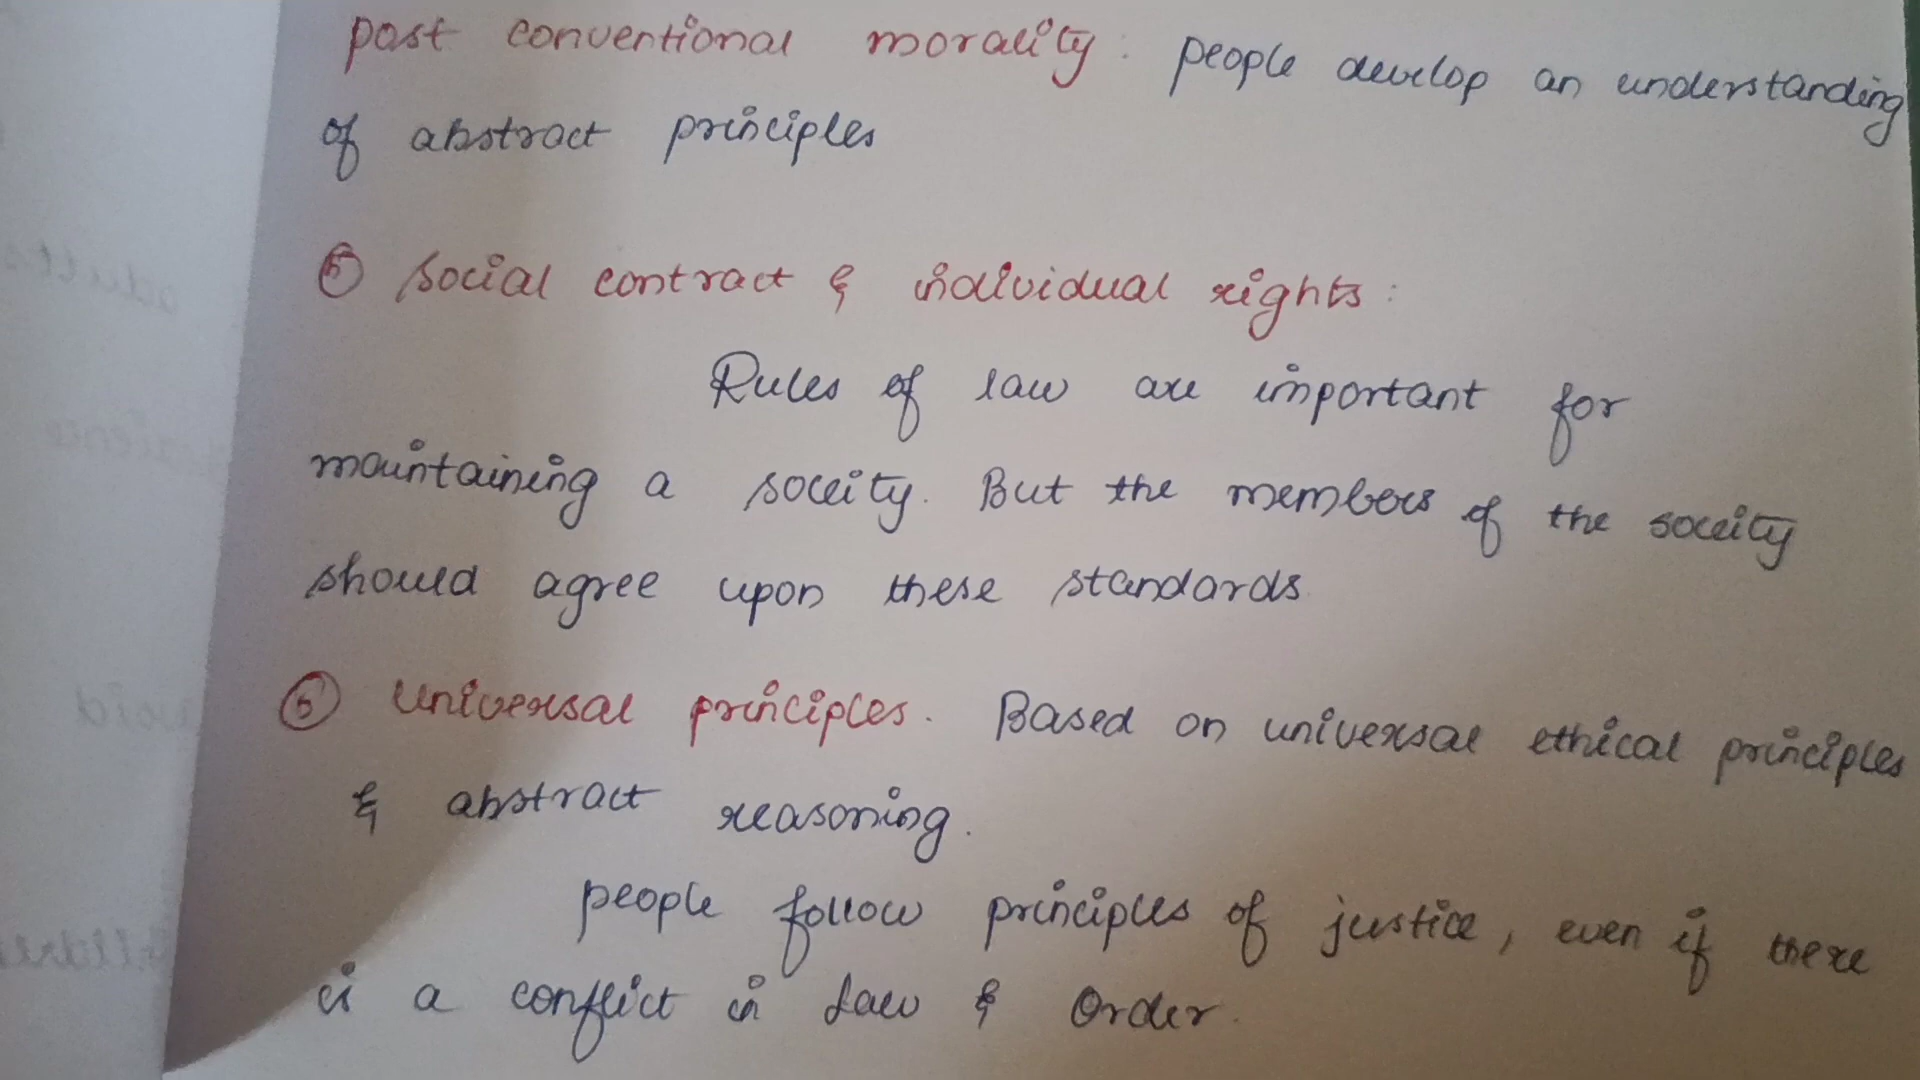 post conventional morality: people develop an understanding
of abstract principles
⑤ Social contract & individual rights:
Rules of law are important for
maintaining a soceity. But the members of the soceity
should agree upon these standards
⑥ Universal principles. Based on universal ethical principles
& abstract reasoning.
people follow principles of justice, even if there
is a conflict in law & Order.